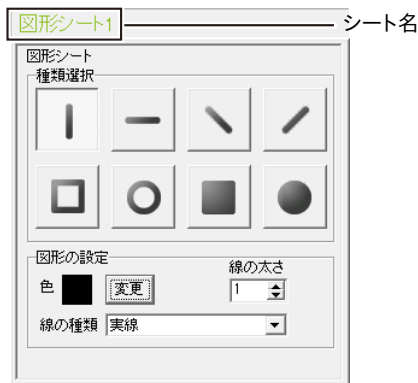 図形シート1 シート名
図形シート
種類選択
図形の設定
線の太さ
色 変更 1
線の種類 実線